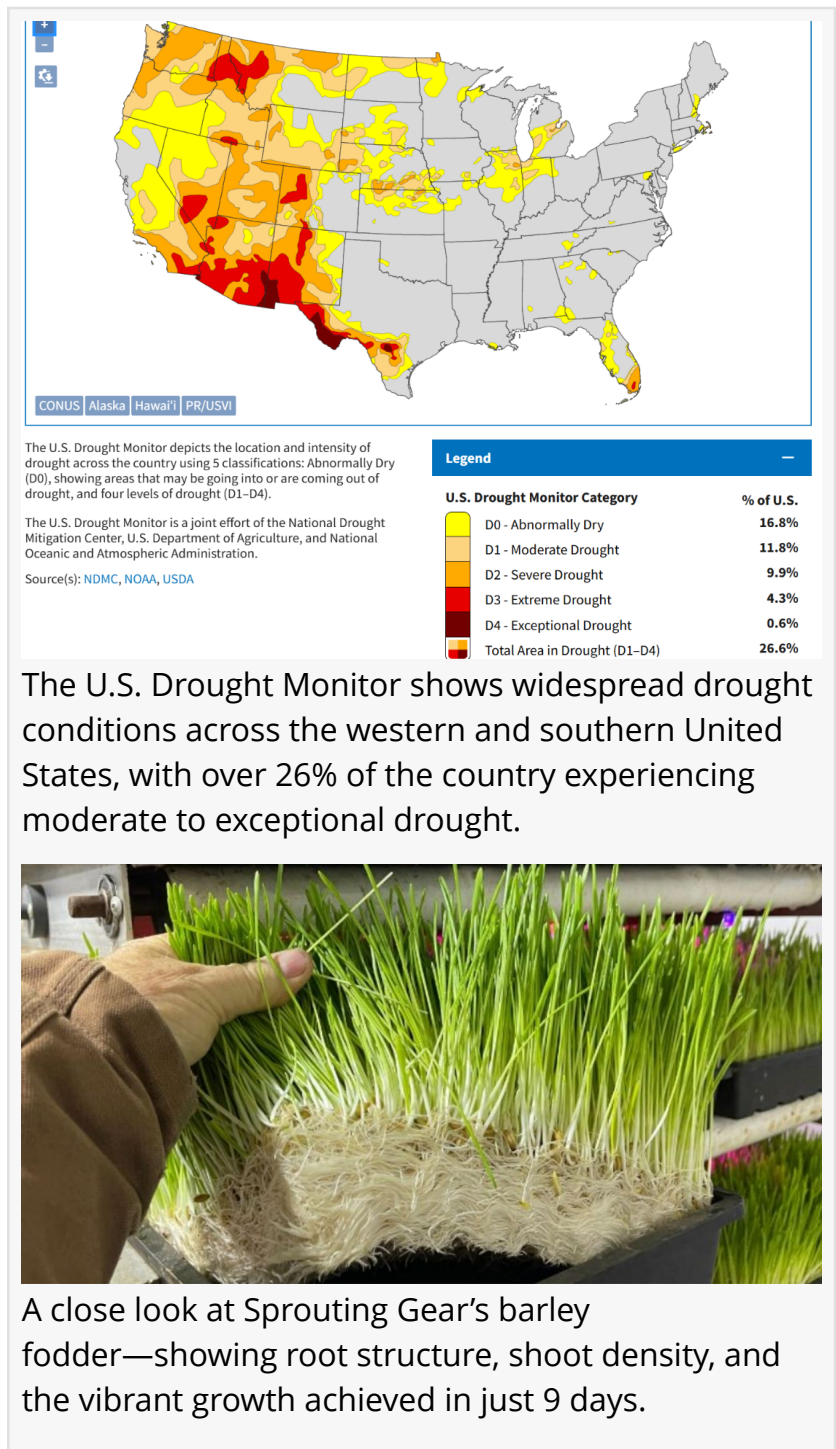 +
−
CONUS Alaska Hawai'i PR/USVI
The U.S. Drought Monitor depicts the location and intensity of
drought across the country using 5 classifications: Abnormally Dry
(D0), showing areas that may be going into or are coming out of
drought, and four levels of drought (D1–D4).
The U.S. Drought Monitor is a joint effort of the National Drought
Mitigation Center, U.S. Department of Agriculture, and National
Oceanic and Atmospheric Administration.
Source(s): NDMC, NOAA, USDA
Legend −
U.S. Drought Monitor Category % of U.S.
D0 - Abnormally Dry 16.8%
D1 - Moderate Drought 11.8%
D2 - Severe Drought 9.9%
D3 - Extreme Drought 4.3%
D4 - Exceptional Drought 0.6%
Total Area in Drought (D1–D4) 26.6%
The U.S. Drought Monitor shows widespread drought
conditions across the western and southern United
States, with over 26% of the country experiencing
moderate to exceptional drought.
A close look at Sprouting Gear’s barley
fodder—showing root structure, shoot density, and
the vibrant growth achieved in just 9 days.